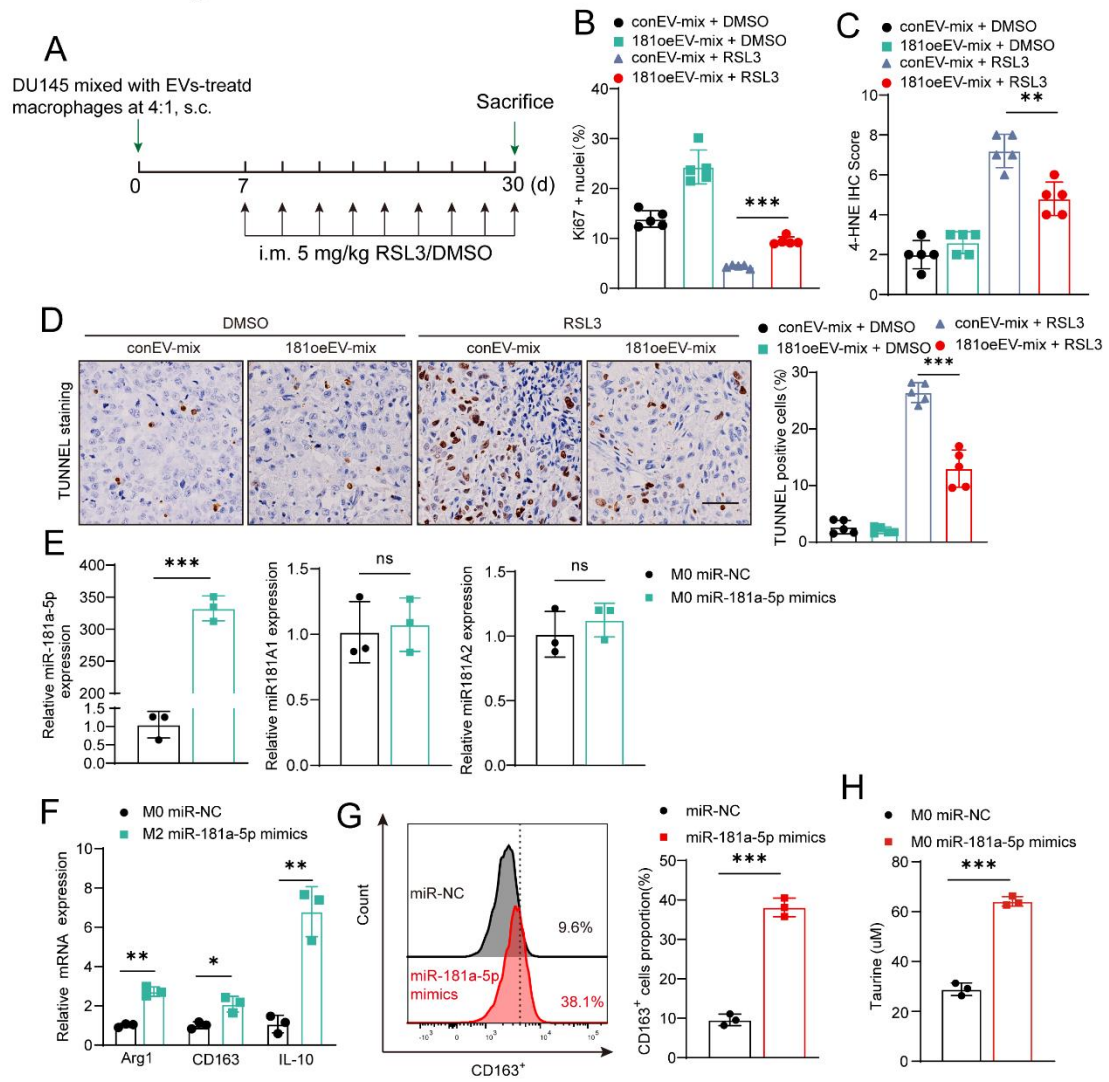 A
DU145 mixed with EVs-treatd
macrophages at 4:1, s.c.
Sacrifice
0
7
30 (d)
i.m. 5 mg/kg RSL3/DMSO
B
conEV-mix + DMSO
181oeEV-mix + DMSO
conEV-mix + RSL3
181oeEV-mix + RSL3
Ki67 + nuclei (%)
40
30
20
10
0
***
C
conEV-mix + DMSO
181oeEV-mix + DMSO
conEV-mix + RSL3
181oeEV-mix + RSL3
4-HNE IHC Score
10
8
6
4
2
0
**
D
DMSO
RSL3
conEV-mix
181oeEV-mix
conEV-mix
181oeEV-mix
TUNNEL staining
conEV-mix + DMSO
conEV-mix + RSL3
181oeEV-mix + DMSO
181oeEV-mix + RSL3
TUNNEL positive cells (%)
30
20
10
0
***
E
Relative miR-181a-5p
expression
400
350
300
250
200
1.5
1.0
0.5
0.0
***
Relative miR181A1 expression
1.5
1.0
0.5
0.0
ns
Relative miR181A2 expression
1.5
1.0
0.5
0.0
ns
M0 miR-NC
M0 miR-181a-5p mimics
F
M0 miR-NC
M2 miR-181a-5p mimics
Relative mRNA expression
10
8
6
4
2
0
**
*
**
Arg1
CD163
IL-10
G
Count
miR-NC
9.6%
miR-181a-5p
mimics
38.1%
-10³
0
10³
10⁴
10⁵
CD163⁺
miR-NC
miR-181a-5p mimics
CD163⁺ cells proportion(%)
50
40
30
20
10
0
***
H
M0 miR-NC
M0 miR-181a-5p mimics
Taurine (uM)
80
60
40
20
0
***